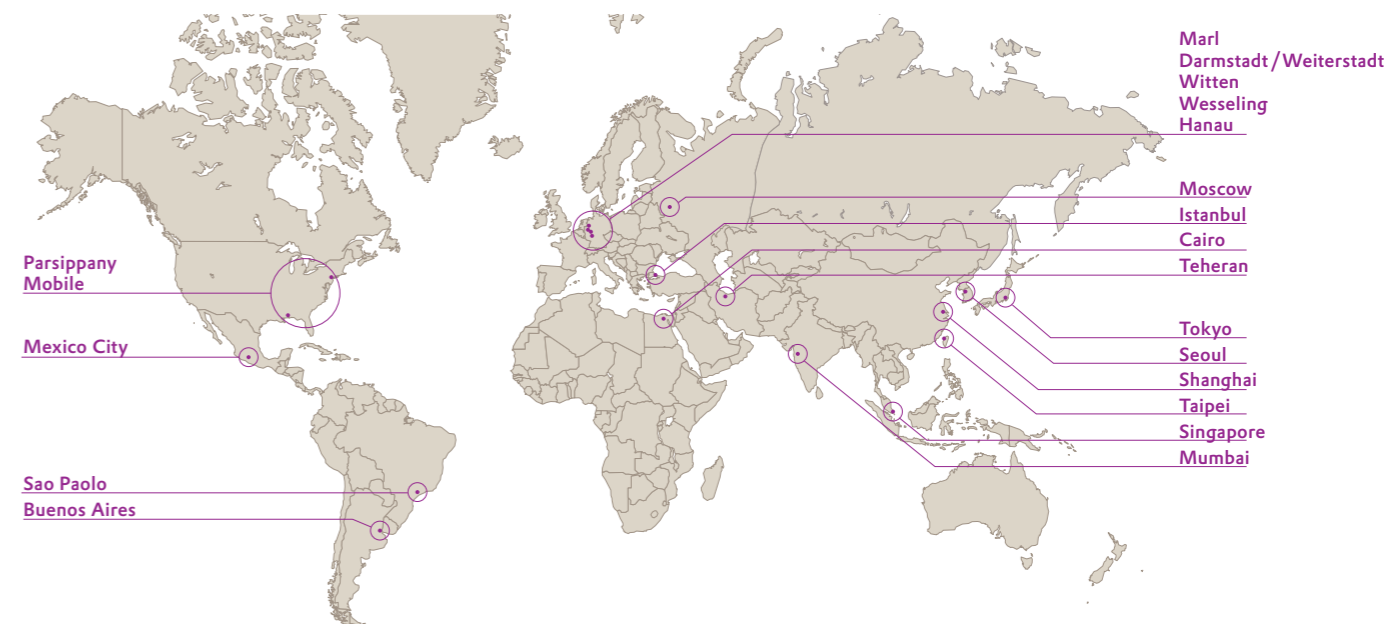 Marl
Darmstadt / Weiterstadt
Witten
Wesseling
Hanau
Moscow
Istanbul
Cairo
Teheran
Parsippany
Mobile
Mexico City
Tokyo
Seoul
Shanghai
Taipei
Singapore
Mumbai
Sao Paolo
Buenos Aires